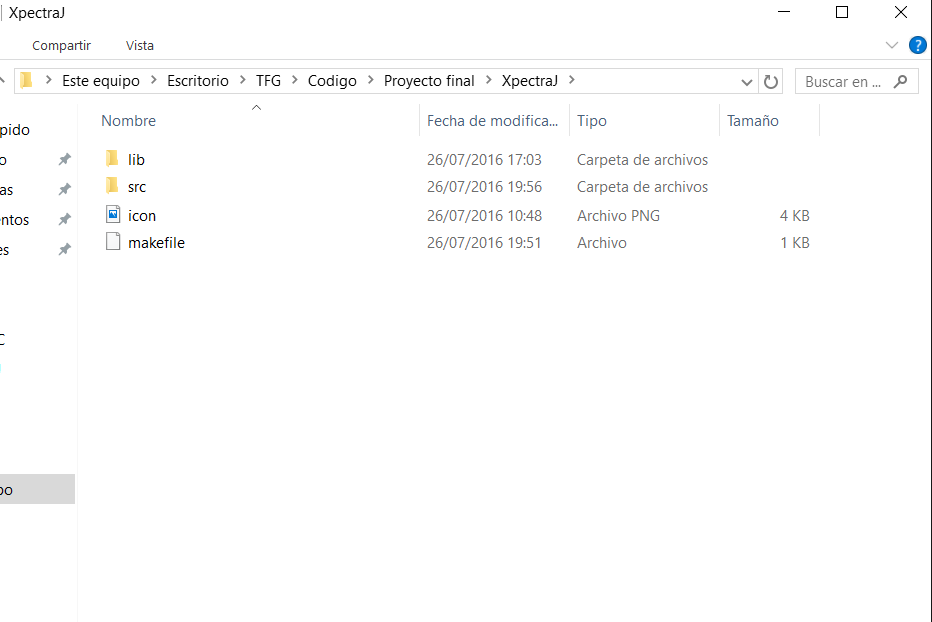 XpectraJ
Compartir Vista
Este equipo Escritorio TFG Codigo Proyecto final XpectraJ Buscar en ...
Nombre Fecha de modifica... Tipo Tamaño
pido
o
as
entos
es
C
po
lib 26/07/2016 17:03 Carpeta de archivos
src 26/07/2016 19:56 Carpeta de archivos
icon 26/07/2016 10:48 Archivo PNG 4 KB
makefile 26/07/2016 19:51 Archivo 1 KB